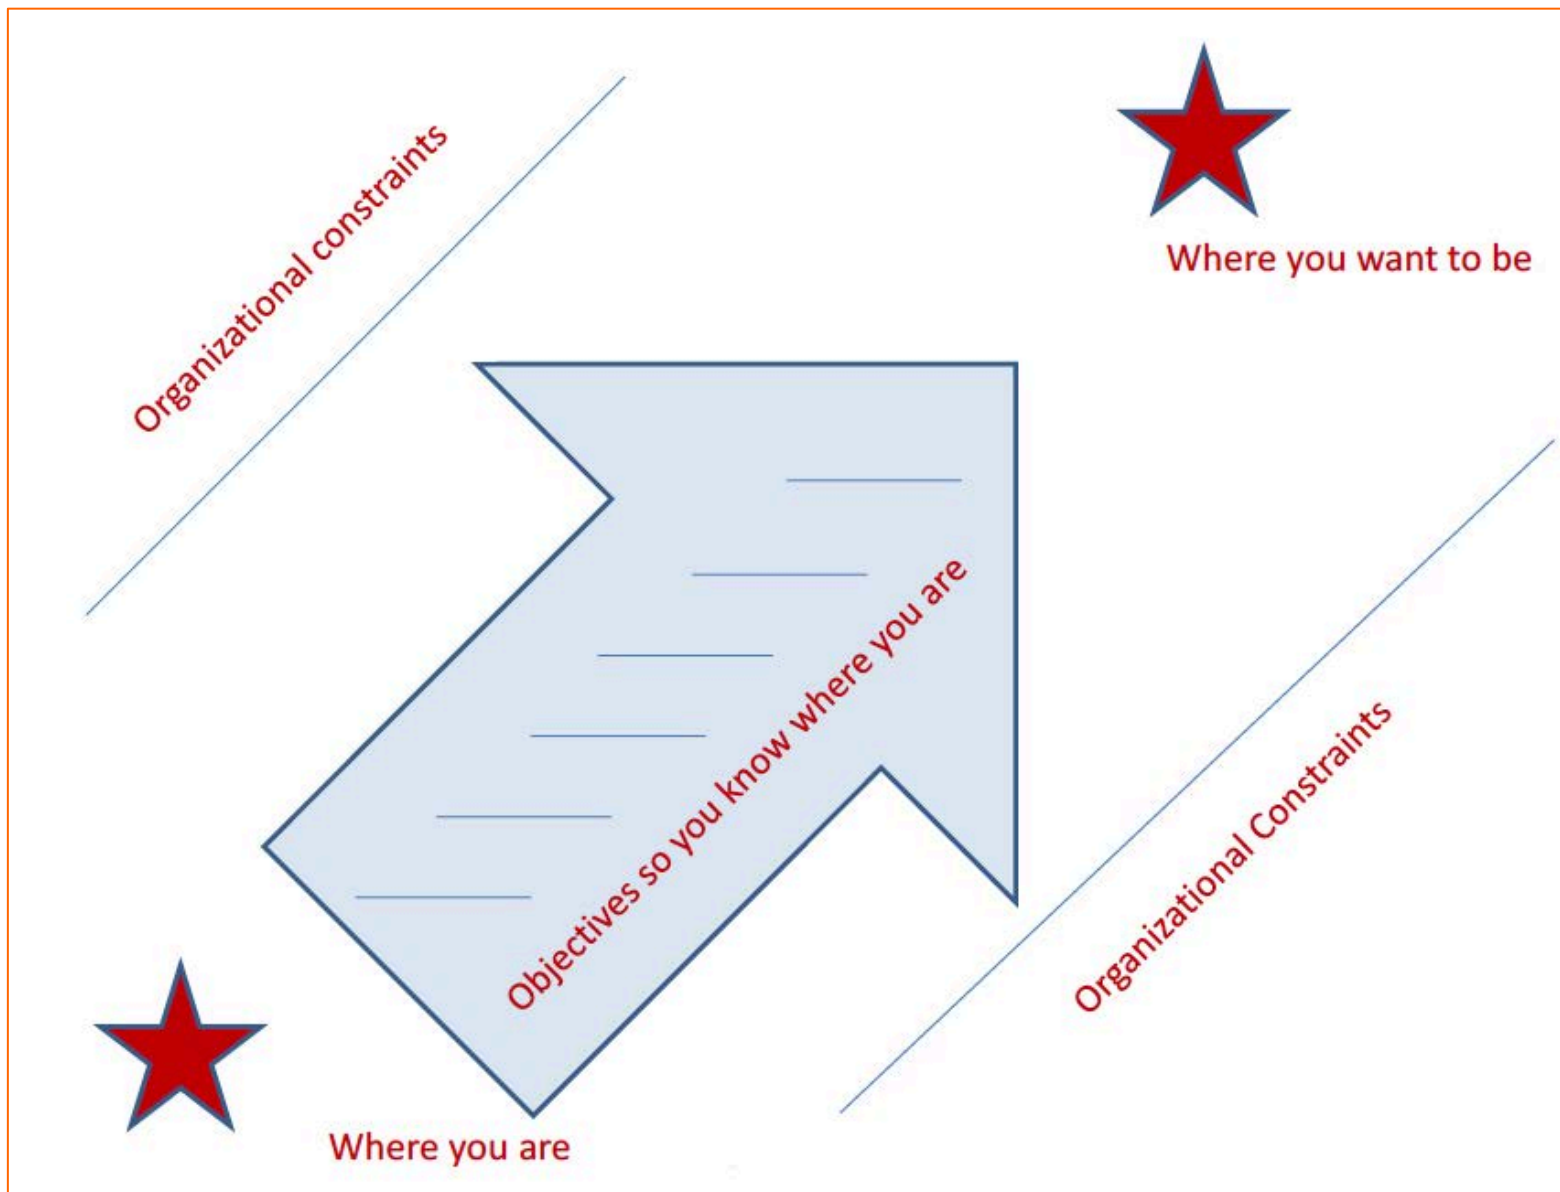 Organizational constraints
Where you want to be
Objectives so you know where you are
Organizational Constraints
Where you are